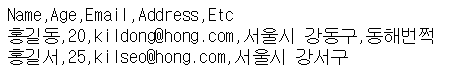 Name,Age,Email,Address,Etc
홍길동,20,kildong@hong.com,서울시 강동구,동해번쩍
홍길서,25,kilseo@hong.com,서울시 강서구